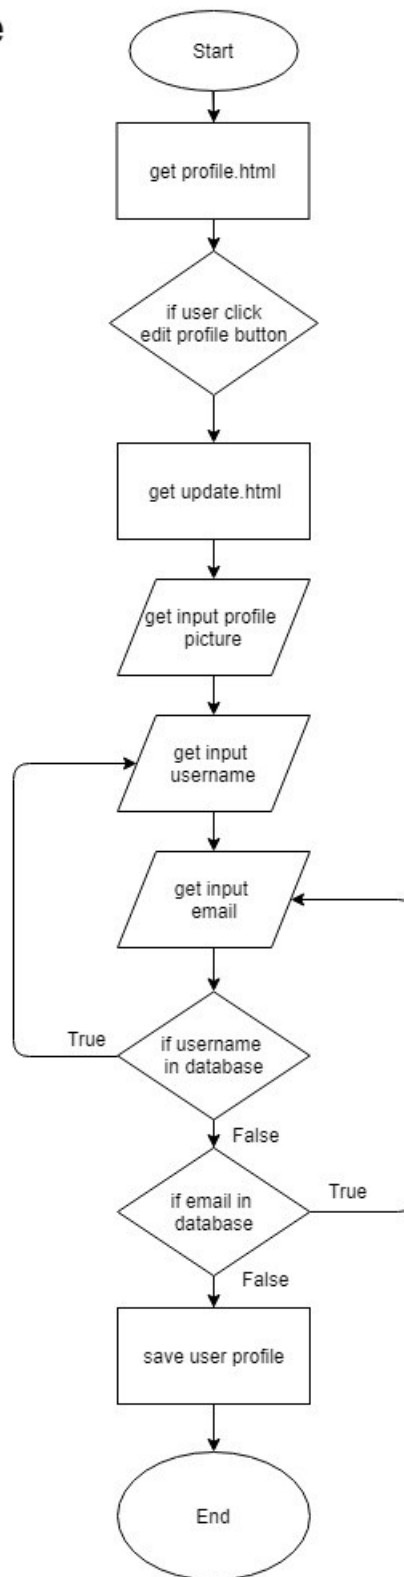 e
Start
get profile.html
if user click
edit profile button
get update.html
get input profile
picture
get input
username
get input
email
if username
in database
True
False
if email in
database
True
False
save user profile
End